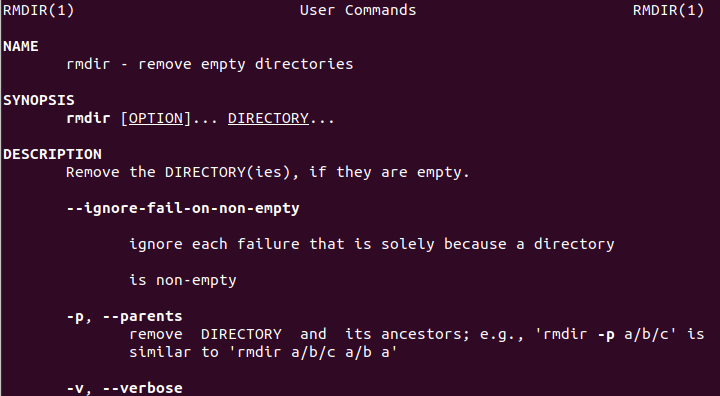 RMDIR(1) User Commands RMDIR(1)
NAME
rmdir - remove empty directories
SYNOPSIS
rmdir [OPTION]... DIRECTORY...
DESCRIPTION
Remove the DIRECTORY(ies), if they are empty.
--ignore-fail-on-non-empty
ignore each failure that is solely because a directory
is non-empty
-p, --parents
remove DIRECTORY and its ancestors; e.g., 'rmdir -p a/b/c' is
similar to 'rmdir a/b/c a/b a'
-v, --verbose